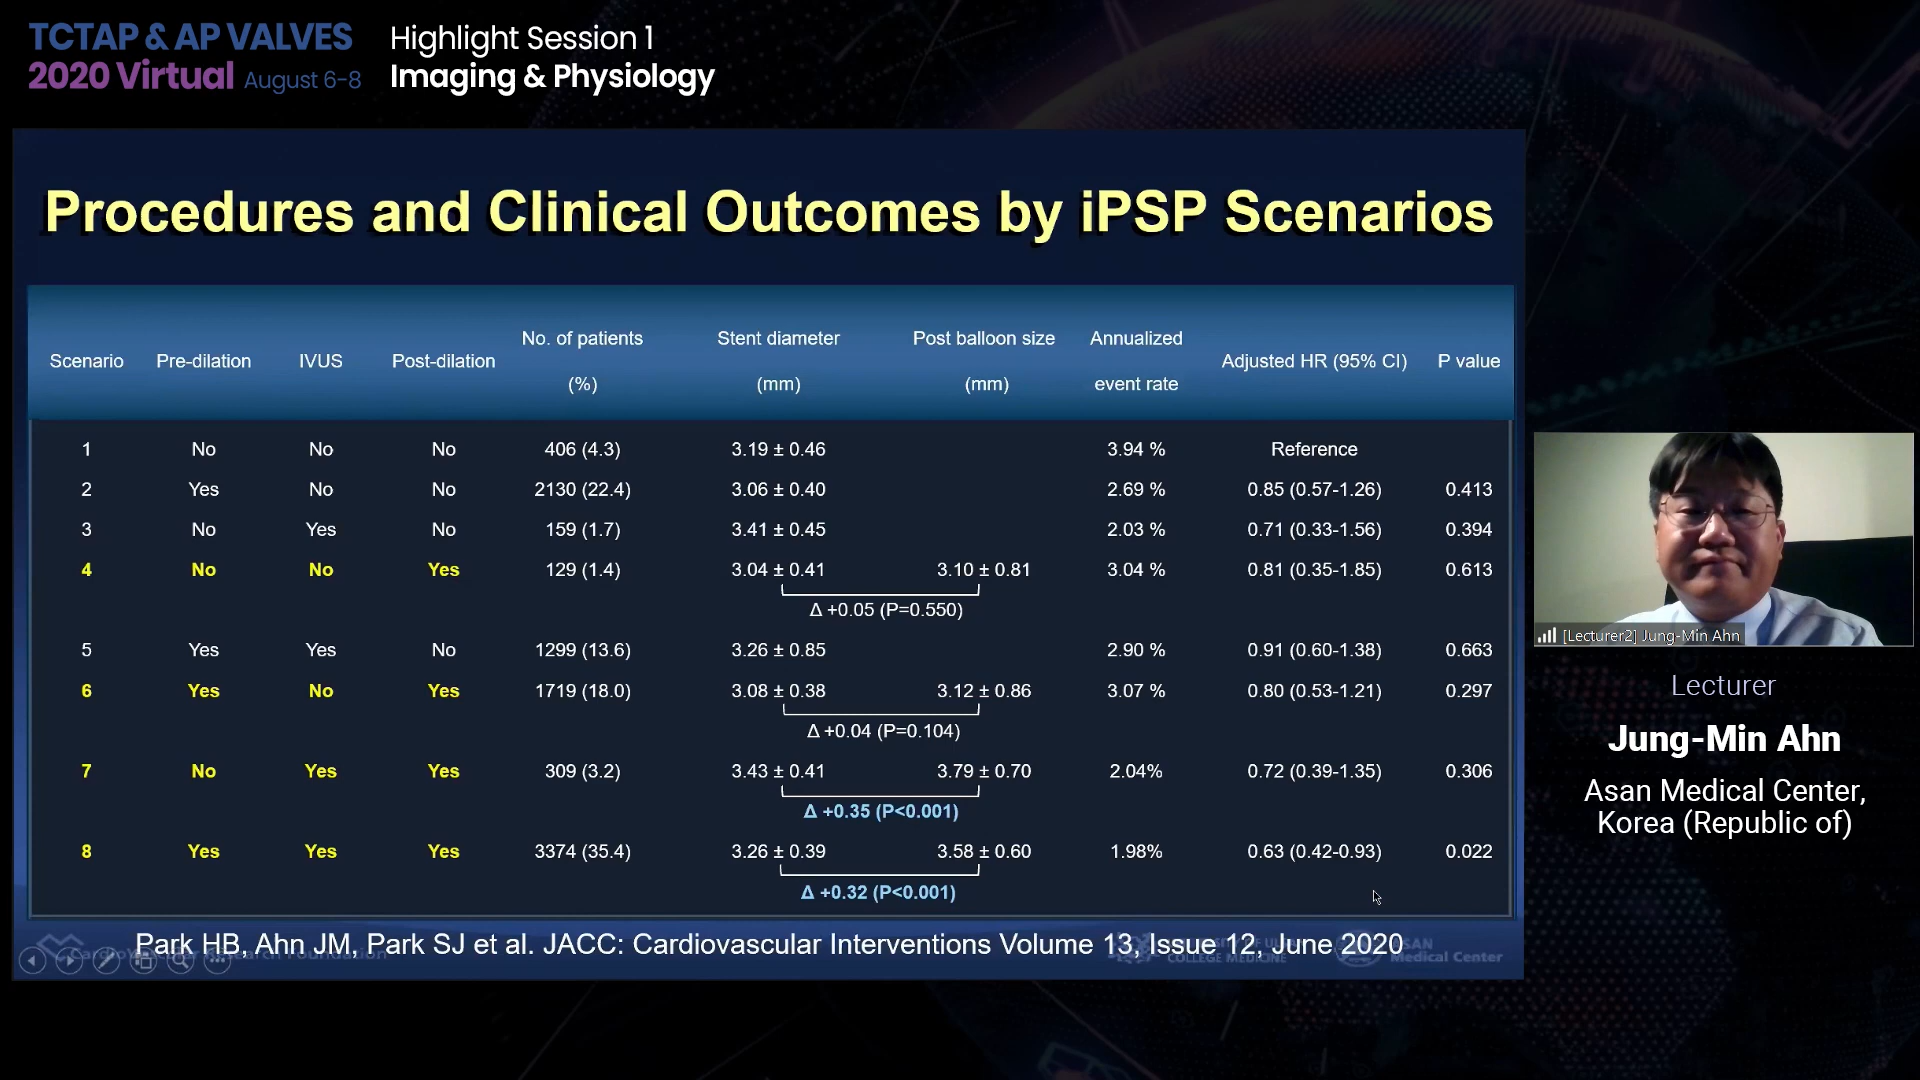 TCTAP & AP VALVES
2020 Virtual August 6-8
Highlight Session 1
Imaging & Physiology
Procedures and Clinical Outcomes by iPSP Scenarios
Scenario Pre-dilation IVUS Post-dilation No. of patients (%) Stent diameter (mm) Post balloon size (mm) Annualized event rate Adjusted HR (95% CI) P value
1 No No No 406 (4.3) 3.19 ± 0.46 3.94 % Reference
2 Yes No No 2130 (22.4) 3.06 ± 0.40 2.69 % 0.85 (0.57-1.26) 0.413
3 No Yes No 159 (1.7) 3.41 ± 0.45 2.03 % 0.71 (0.33-1.56) 0.394
4 No No Yes 129 (1.4) 3.04 ± 0.41 3.10 ± 0.81 3.04 % 0.81 (0.35-1.85) 0.613
Δ +0.05 (P=0.550)
5 Yes Yes No 1299 (13.6) 3.26 ± 0.85 2.90 % 0.91 (0.60-1.38) 0.663
6 Yes No Yes 1719 (18.0) 3.08 ± 0.38 3.12 ± 0.86 3.07 % 0.80 (0.53-1.21) 0.297
Δ +0.04 (P=0.104)
7 No Yes Yes 309 (3.2) 3.43 ± 0.41 3.79 ± 0.70 2.04% 0.72 (0.39-1.35) 0.306
Δ +0.35 (P<0.001)
8 Yes Yes Yes 3374 (35.4) 3.26 ± 0.39 3.58 ± 0.60 1.98% 0.63 (0.42-0.93) 0.022
Δ +0.32 (P<0.001)
Park HB, Ahn JM, Park SJ et al. JACC: Cardiovascular Interventions Volume 13, Issue 12, June 2020
COLLEGE MEDICINE
Medical Center
[Lecturer2] Jung-Min Ahn
Lecturer
Jung-Min Ahn
Asan Medical Center,
Korea (Republic of)